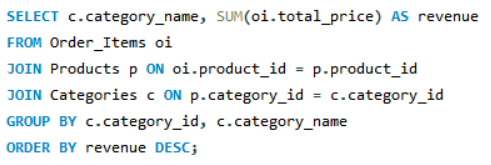 SELECT c.category_name, SUM(oi.total_price) AS revenue
FROM Order_Items oi
JOIN Products p ON oi.product_id = p.product_id
JOIN Categories c ON p.category_id = c.category_id
GROUP BY c.category_id, c.category_name
ORDER BY revenue DESC;